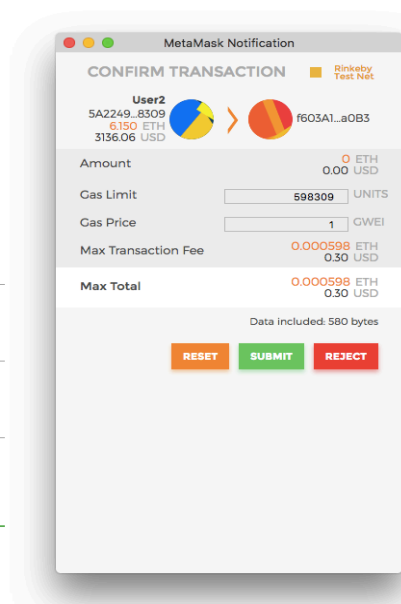 MetaMask Notification
CONFIRM TRANSACTION
Rinkeby
Test Net
User2
5A2249...8309
6.150 ETH
3136.06 USD
f603A1...a0B3
Amount
0 ETH
0.00 USD
Gas Limit
598309 UNITS
Gas Price
1 GWEI
Max Transaction Fee
0.000598 ETH
0.30 USD
Max Total
0.000598 ETH
0.30 USD
Data included: 580 bytes
RESET SUBMIT REJECT